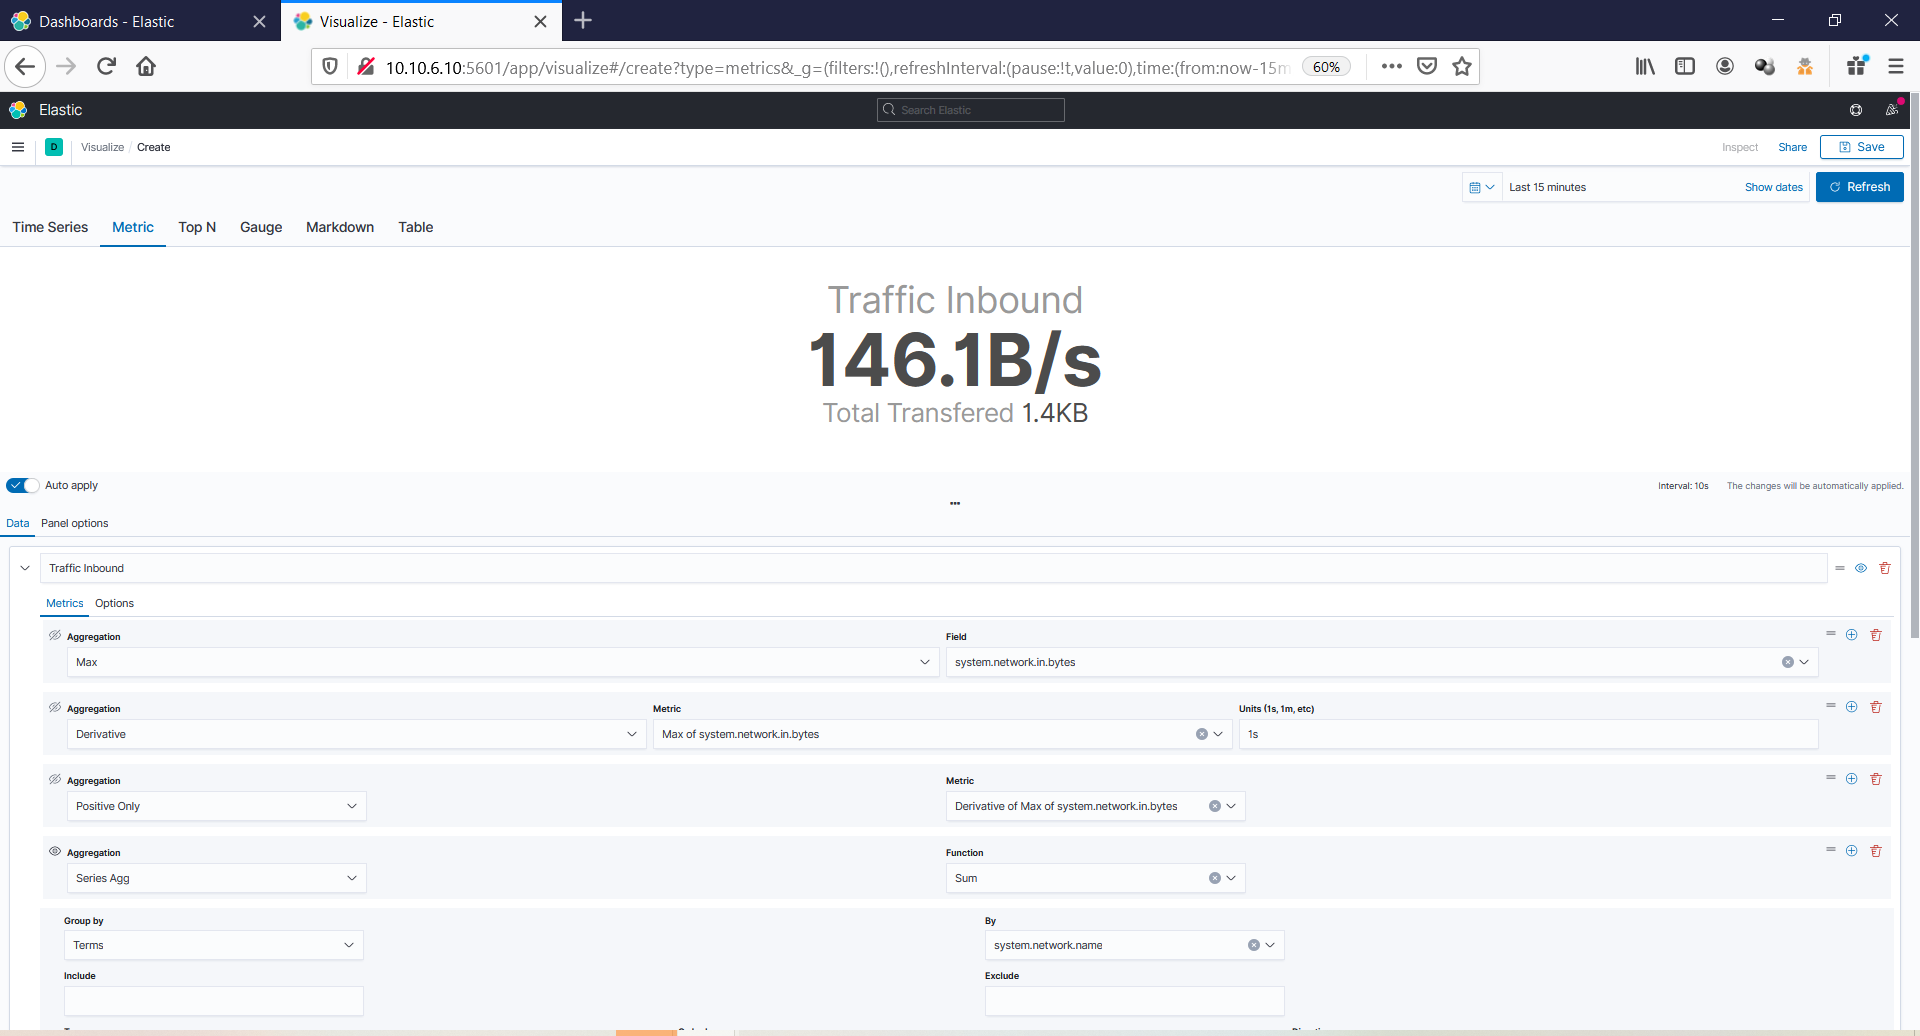 Dashboards - Elastic
Visualize - Elastic
10.10.6.10:5601/app/visualize#/create?type=metrics&_g=(filters:!(),refreshInterval:(pause:!t,value:0),time:(from:now-15m
60%
Elastic
Search Elastic
D
Visualize / Create
Inspect
Share
Save
Last 15 minutes
Show dates
Refresh
Time Series
Metric
Top N
Gauge
Markdown
Table
Traffic Inbound
146.1B/s
Total Transfered 1.4KB
Auto apply
Interval: 10s
The changes will be automatically applied.
Data
Panel options
Traffic Inbound
Metrics
Options
Aggregation
Field
Max
system.network.in.bytes
Aggregation
Metric
Units (1s, 1m, etc)
Derivative
Max of system.network.in.bytes
1s
Aggregation
Metric
Positive Only
Derivative of Max of system.network.in.bytes
Aggregation
Function
Series Agg
Sum
Group by
By
Terms
system.network.name
Include
Exclude